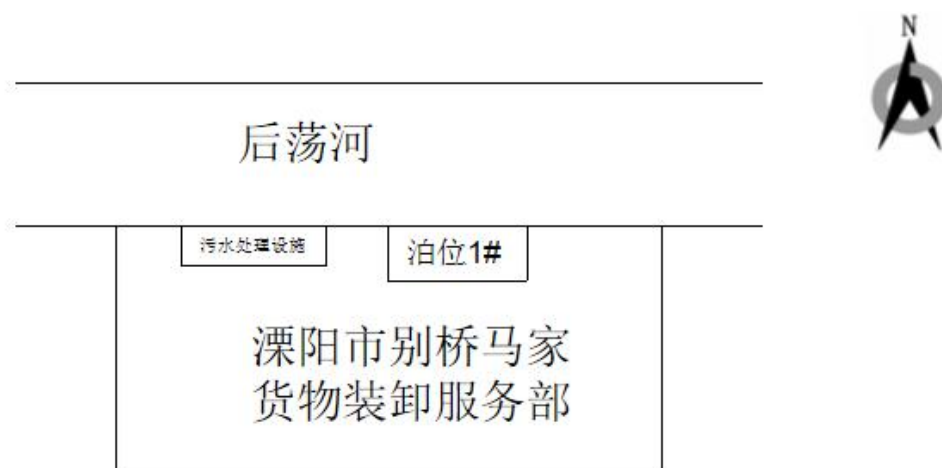 N
后荡河
污水处理设施
泊位1#
溧阳市别桥马家
货物装卸服务部